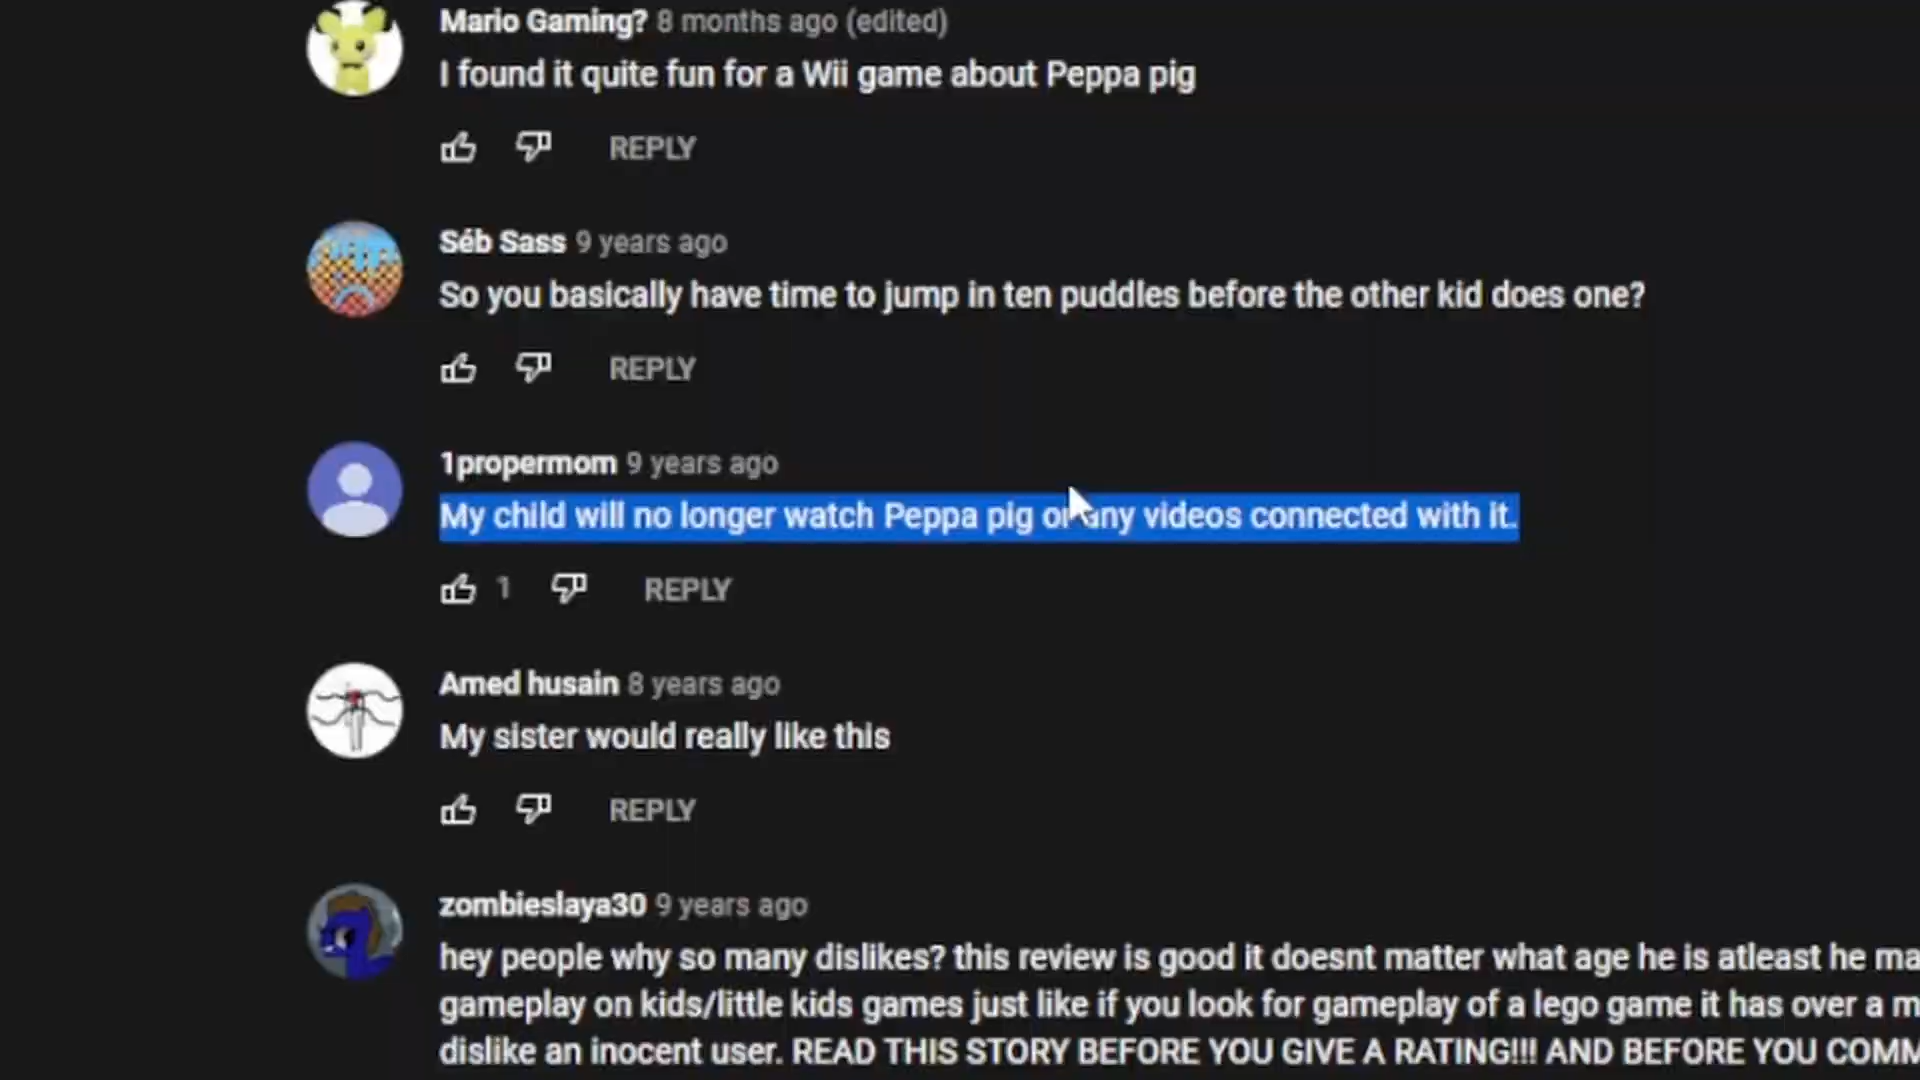 Mario Gaming? 8 months ago (edited)
I found it quite fun for a Wii game about Peppa pig
REPLY
Séb Sass 9 years ago
So you basically have time to jump in ten puddles before the other kid does one?
REPLY
1propermom 9 years ago
My child will no longer watch Peppa pig or any videos connected with it.
1 REPLY
Amed husain 8 years ago
My sister would really like this
REPLY
zombieslaya30 9 years ago
hey people why so many dislikes? this review is good it doesnt matter what age he is atleast he ma
gameplay on kids/little kids games just like if you look for gameplay of a lego game it has over a m
dislike an inocent user. READ THIS STORY BEFORE YOU GIVE A RATING!!! AND BEFORE YOU COMM